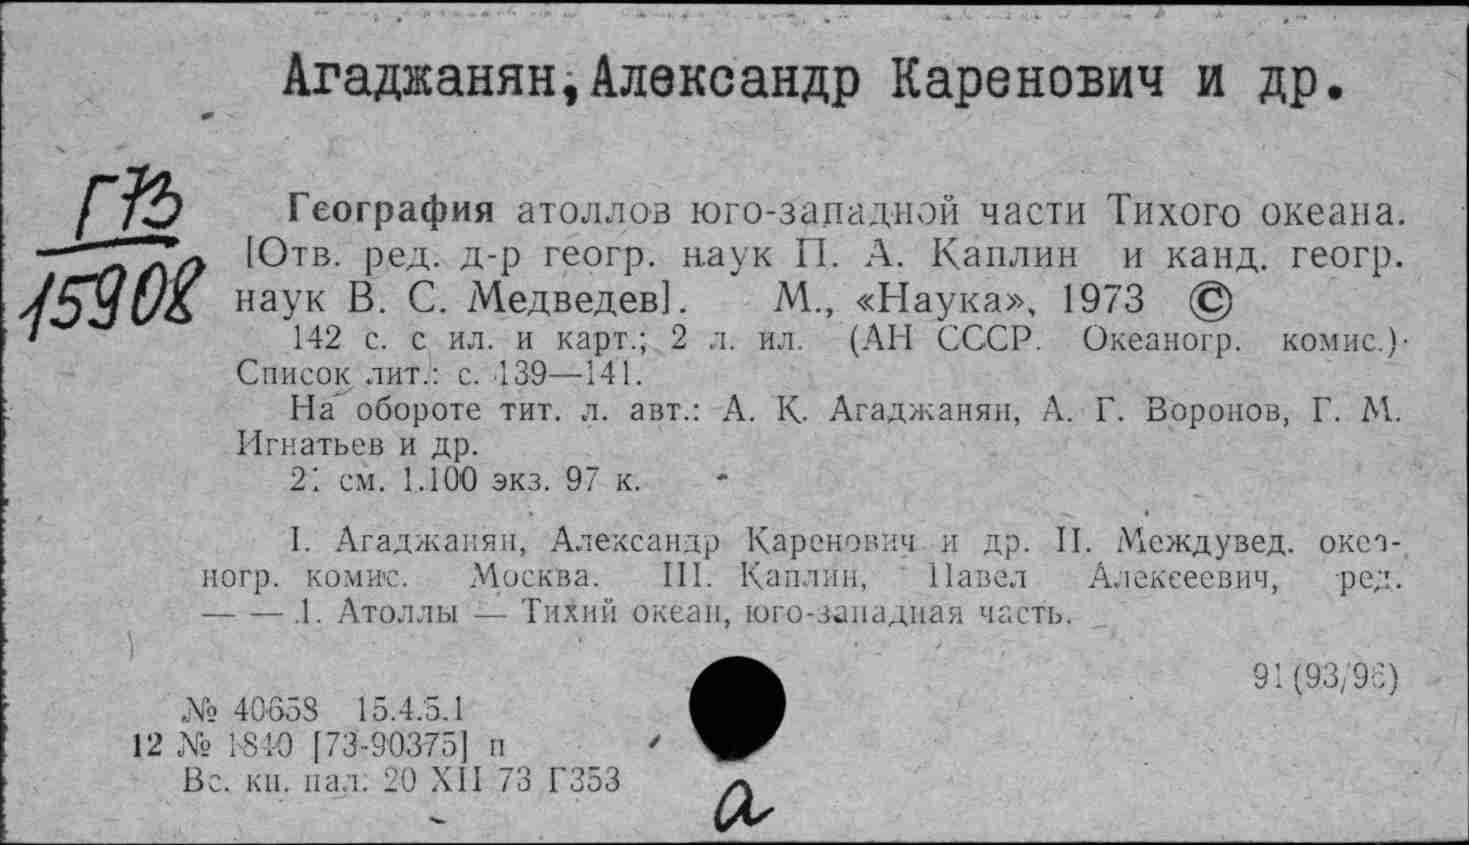 Агаджанян, Александр Каренович и др.
Г73
15908
География атоллов юго-западной части Тихого океана.
[Отв. ред. д-р геогр. наук П. А. Каплин и канд. геогр.
наук В. С. Медведев]. М., «Наука», 1973 ©
142 с. с ил. и карт.; 2 л. ил. (АН СССР. Океаногр. комис.).
Список лит.: с. 139—141.
На обороте тит. л. авт.: А. К. Агаджанян, А. Г. Воронов, Г. М.
Игнатьев и др.
см. 1.100 экз. 97 к.
I. Агаджанян, Александр Каренович и др. II. Междувед. океа-
ногр. комис. Москва. III. Каплин, Павел Алексеевич, ред.
— — 1. Атоллы — Тихий океан, юго-западная часть.
91(93/96)
№ 40658 15.4.5.1
12 № 1840 [73-90375] п
Вс. кн. пал. 20 XII 73 Г353
а